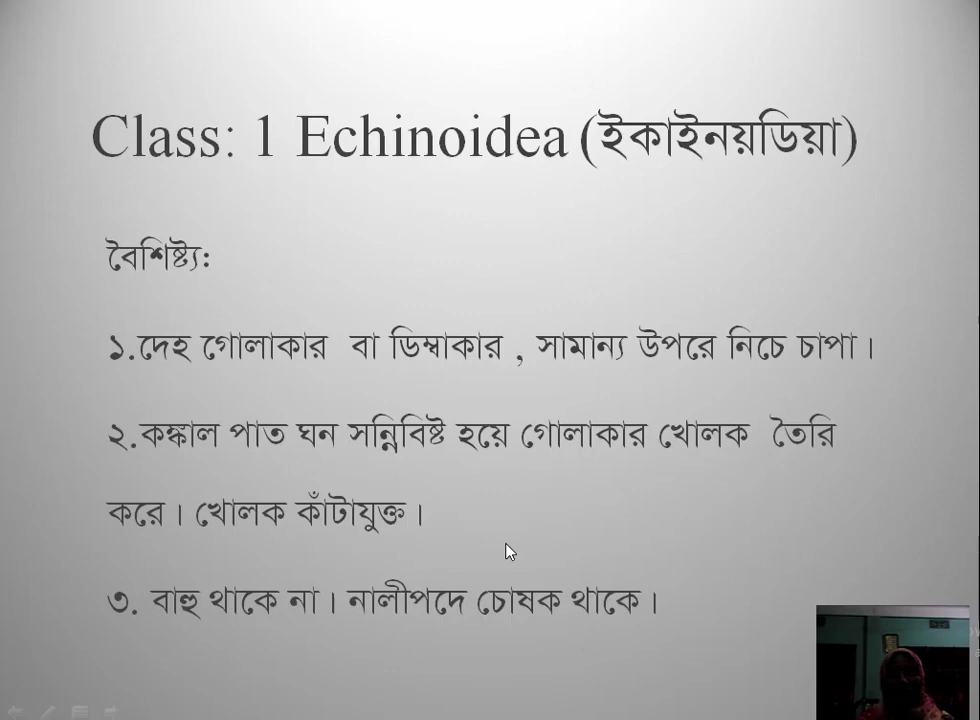 Class: 1 Echinoidea (ইকাইনয়ডিয়া)
বৈশিষ্ট্য:
১.দেহ গোলাকার বা ডিম্বাকার , সামান্য উপরে নিচে চাপা।
২.কঙ্কাল পাত ঘন সন্নিবিষ্ট হয়ে গোলাকার খোলক তৈরি
করে। খোলক কাঁটাযুক্ত।
৩. বাহু থাকে না। নালীপদে চোষক থাকে।